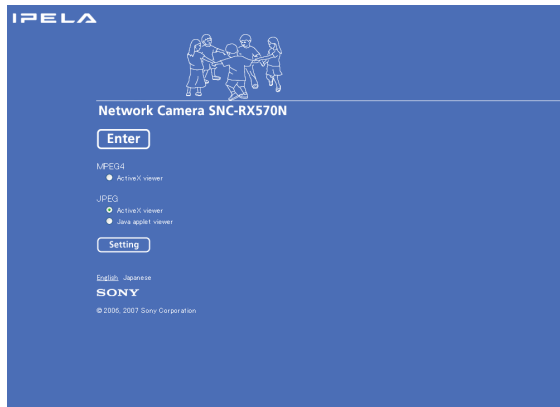 IPELA
Network Camera SNC-RX570N
Enter
MPEG4
ActiveX viewer
JPEG
ActiveX viewer
Java applet viewer
Setting
English Japanese
SONY
© 2006, 2007 Sony Corporation